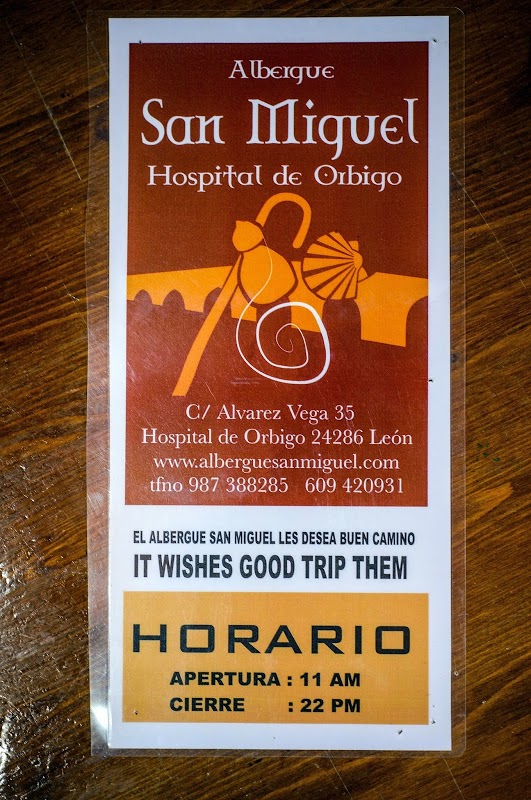 Albergue
San Miguel
Hospital de Orbigo
C/ Alvarez Vega 35
Hospital de Orbigo 24286 León
www.alberguesanmiguel.com
tfno 987 388285 609 420931
EL ALBERGUE SAN MIGUEL LES DESEA BUEN CAMINO
IT WISHES GOOD TRIP THEM
HORARIO
APERTURA : 11 AM
CIERRE : 22 PM